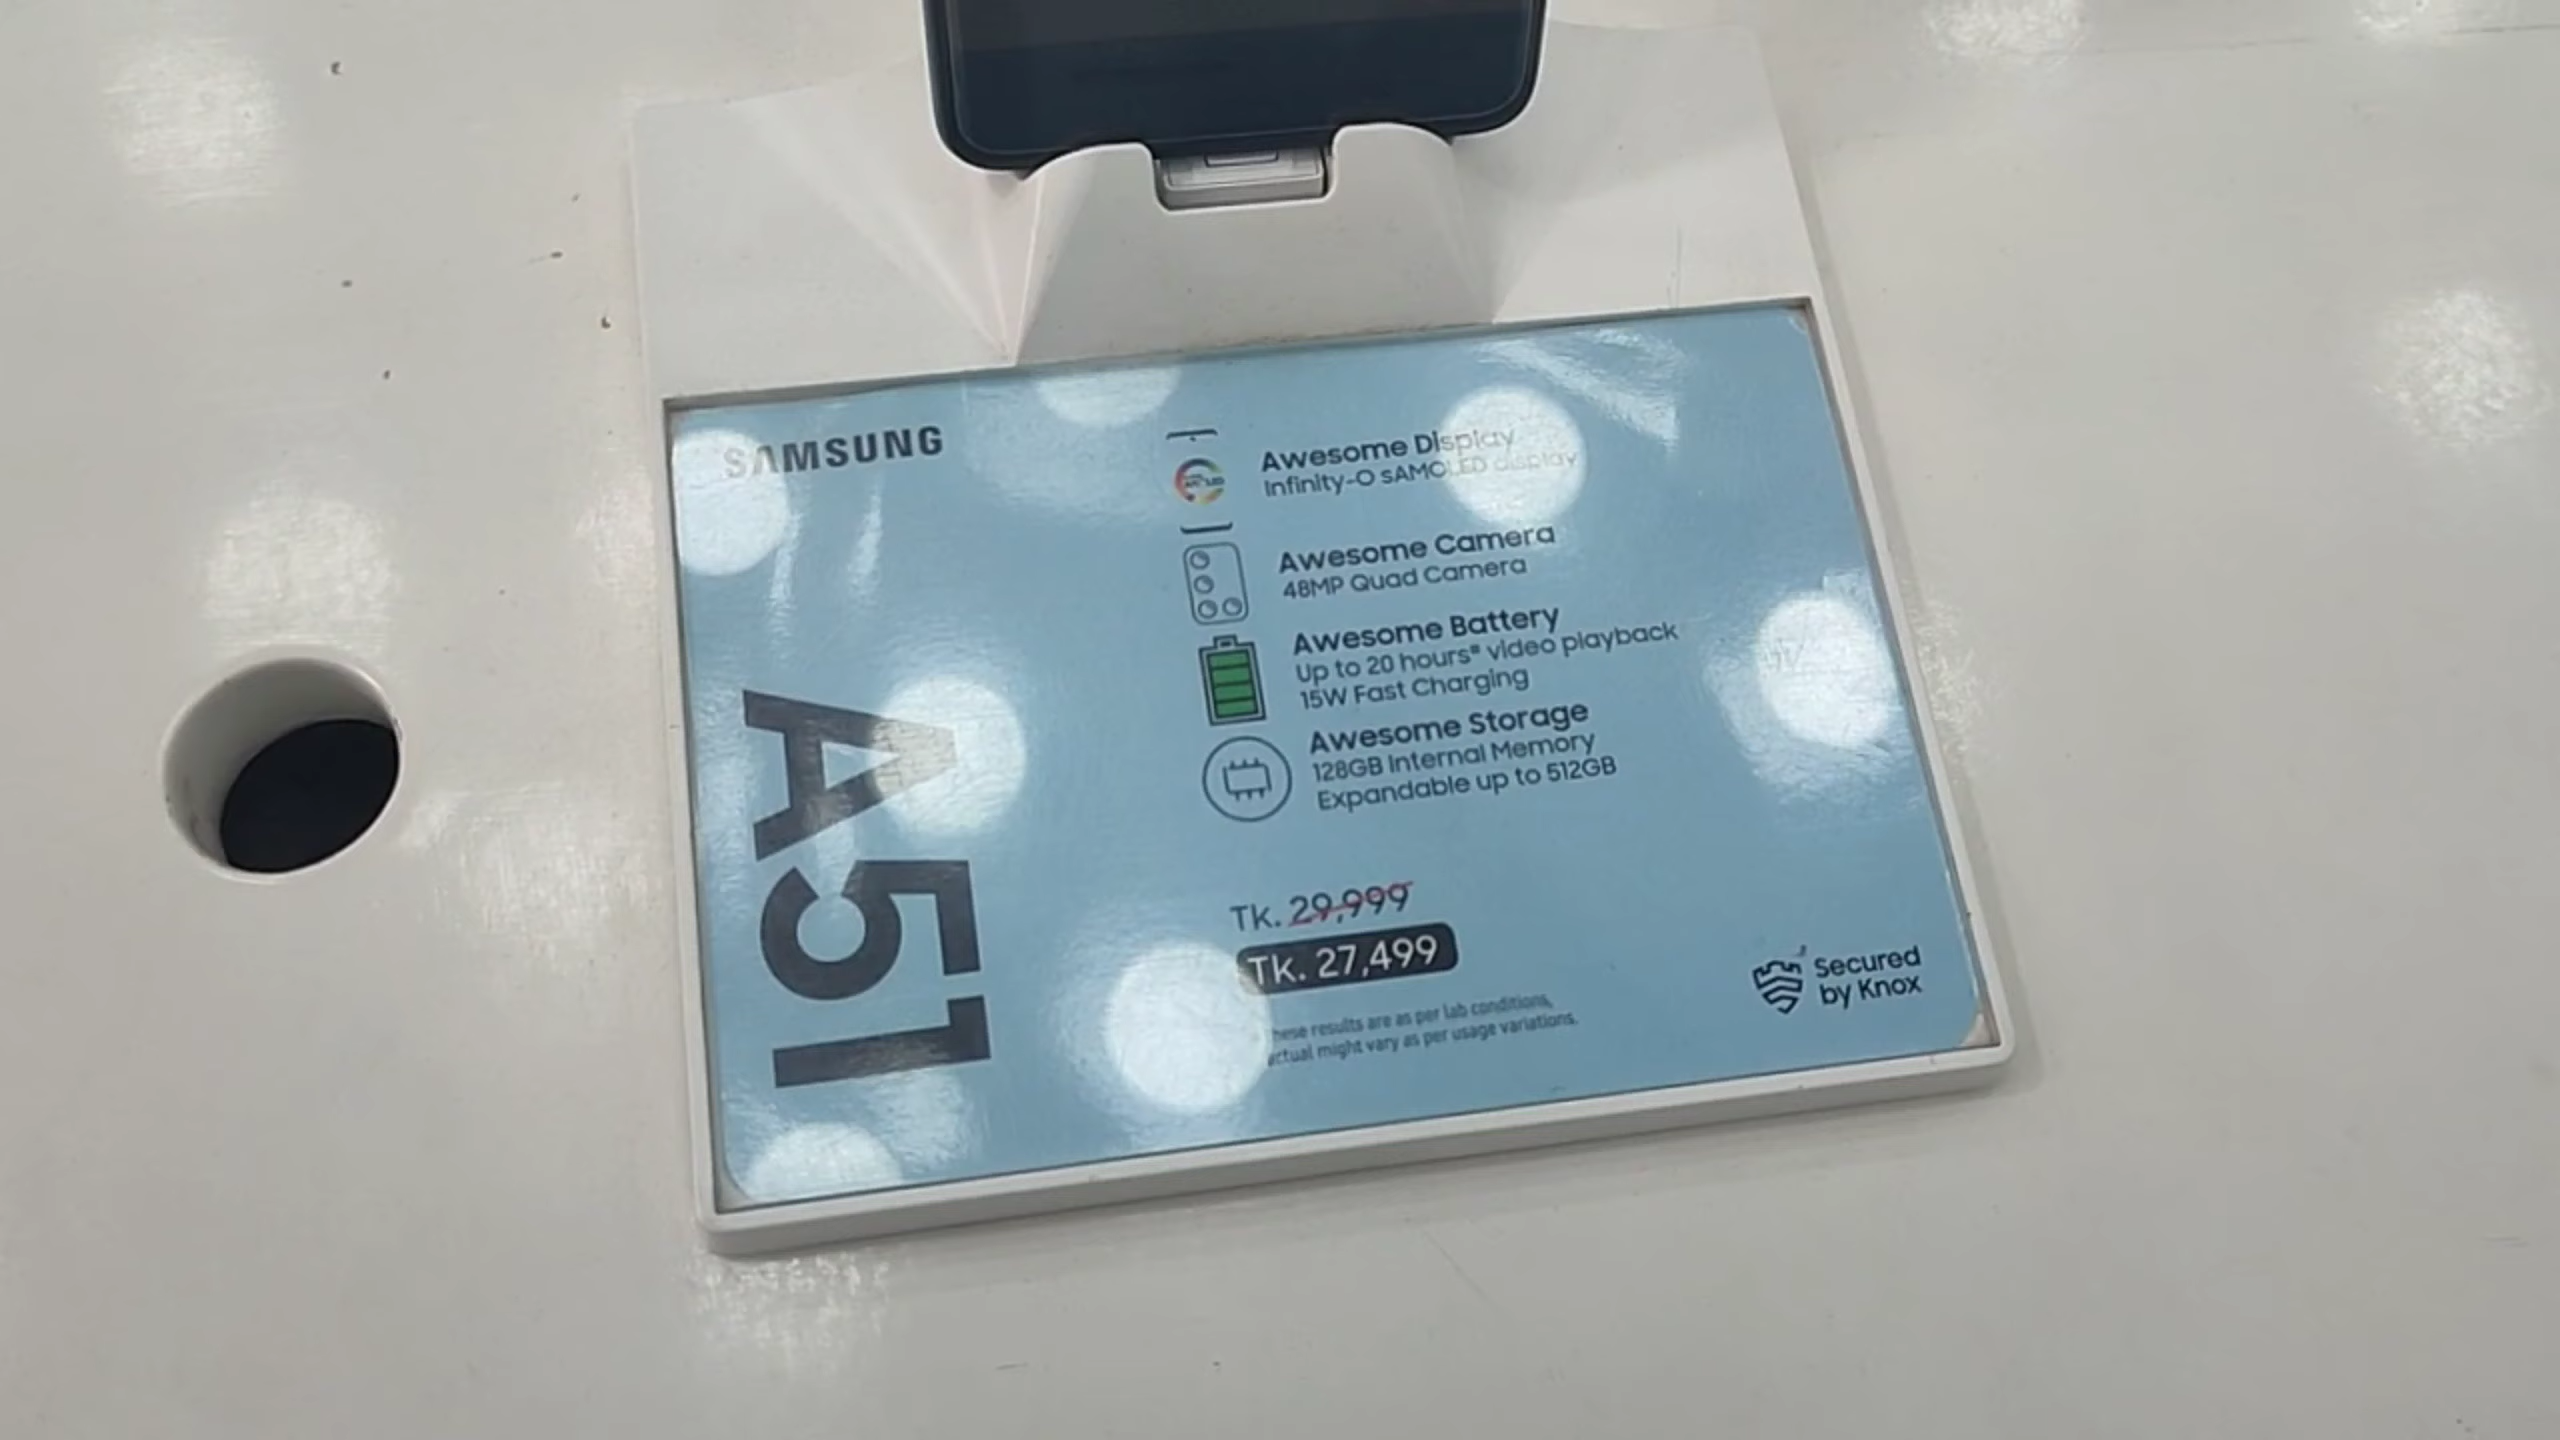 SAMSUNG
A51
Awesome Display
Infinity-O sAMOLED display
Awesome Camera
48MP Quad Camera
Awesome Battery
Up to 20 hours* video playback
15W Fast Charging
Awesome Storage
128GB Internal Memory
Expandable up to 512GB
Tk. 29,999
Tk. 27,499
results are as per lab conditions,
might vary as per usage variations.
Secured
by Knox